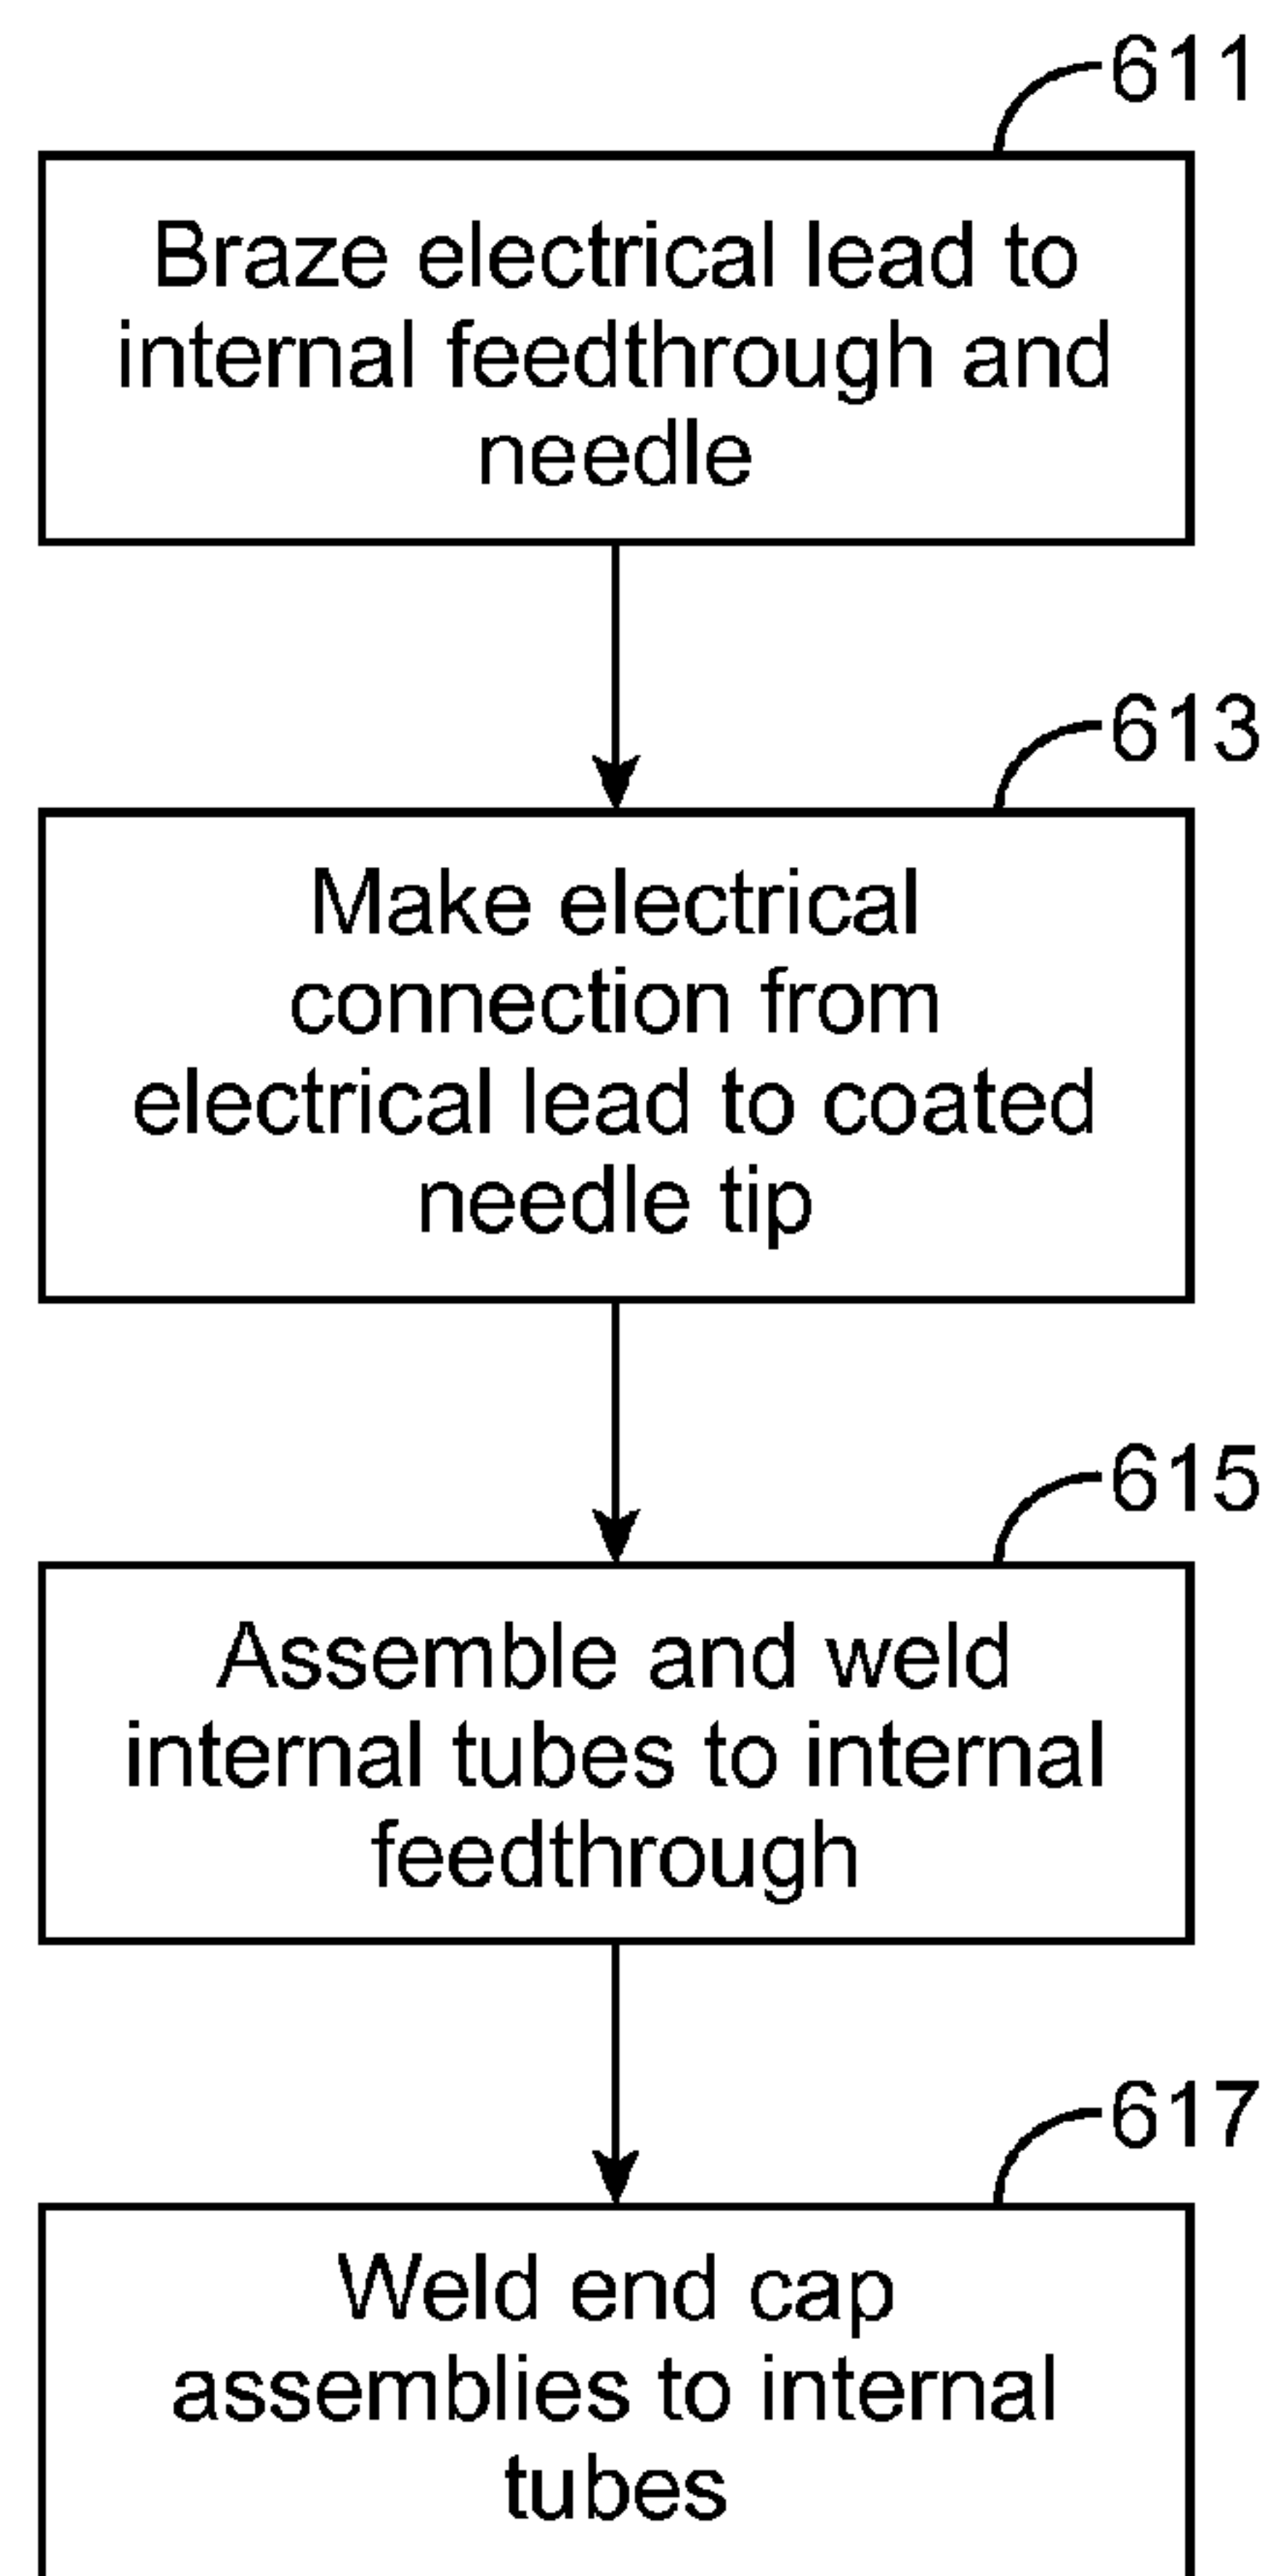 611
Braze electrical lead to
internal feedthrough and
needle
613
Make electrical
connection from
electrical lead to coated
needle tip
615
Assemble and weld
internal tubes to internal
feedthrough
617
Weld end cap
assemblies to internal
tubes